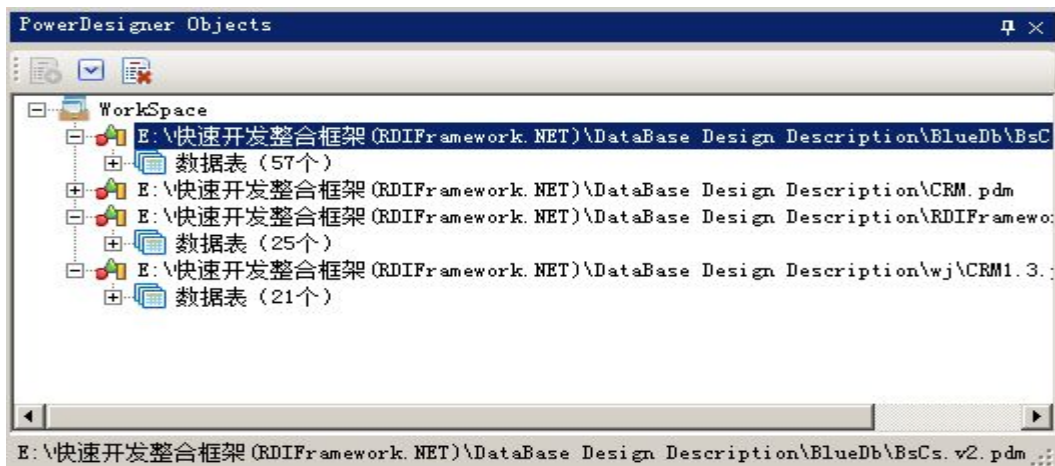 PowerDesigner Objects
WorkSpace
E:\快速开发整合框架(RDIFramework.NET)\DataBase Design Description\BlueDb\BsC
数据表（57个）
E:\快速开发整合框架(RDIFramework.NET)\DataBase Design Description\CRM.pdm
E:\快速开发整合框架(RDIFramework.NET)\DataBase Design Description\RDIFramewo
数据表（25个）
E:\快速开发整合框架(RDIFramework.NET)\DataBase Design Description\wj\CRM1.3.
数据表（21个）
E:\快速开发整合框架(RDIFramework.NET)\DataBase Design Description\BlueDb\BsCs.v2.pdm